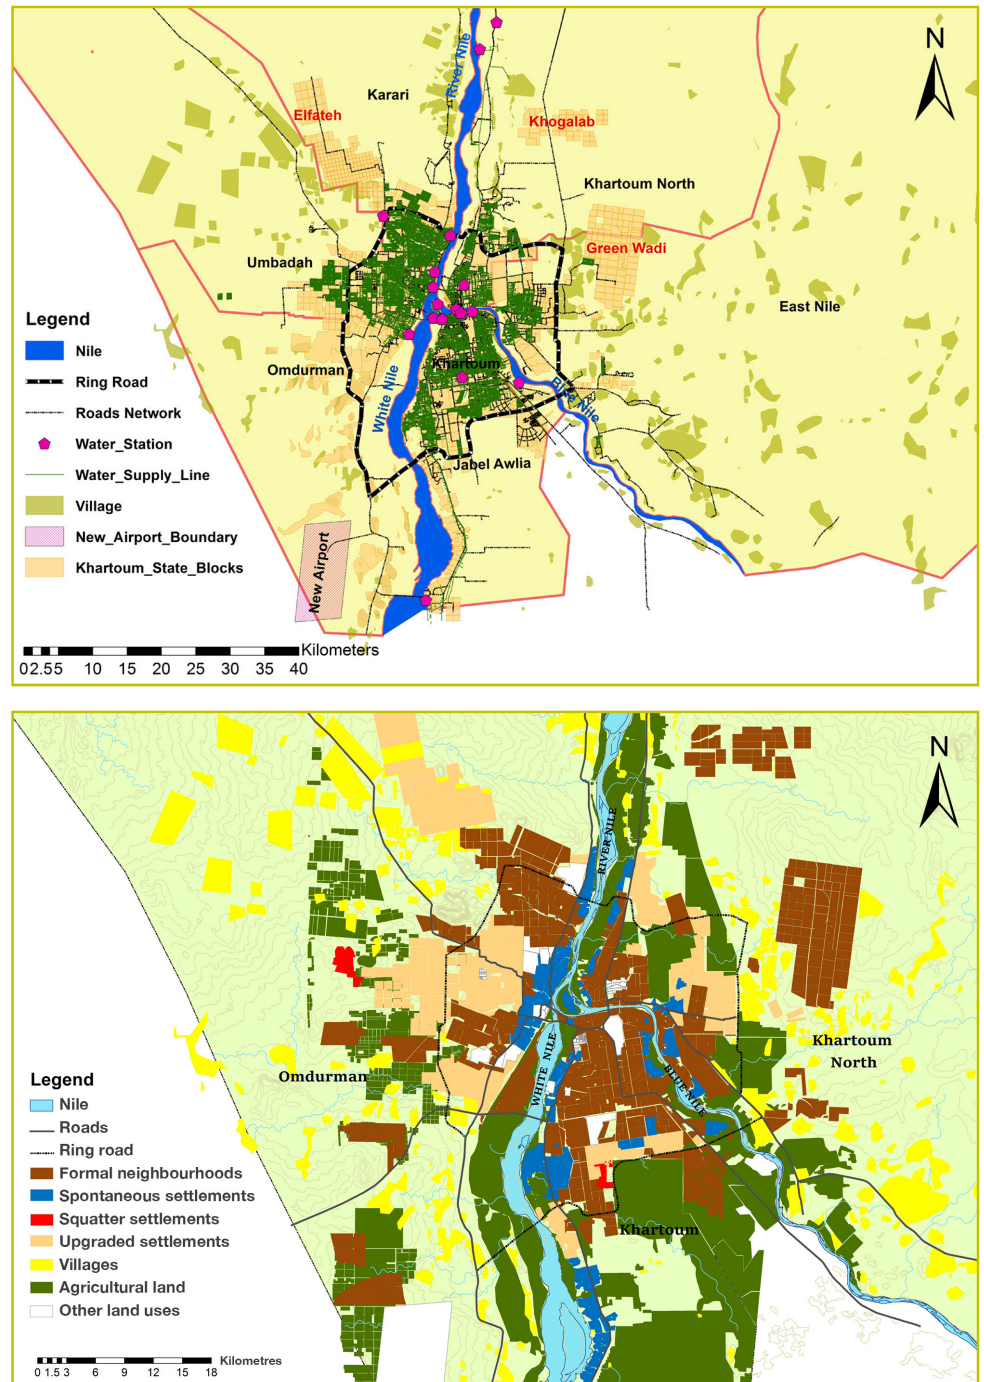 River Nile
N
Karari
Elfateh
Khogalab
Khartoum North
Green Wadi
Umbadah
East Nile
Legend
Nile
Ring Road
Roads Network
Water_Station
Water_Supply_Line
Village
New_Airport_Boundary
Khartoum_State_Blocks
Omdurman
Khartoum
White Nile
Blue Nile
Jabel Awlia
New Airport
Kilometers
0 2.5 5 10 15 20 25 30 35 40
N
RIVER NILE
Khartoum
North
WHITE NILE
BLUE NILE
Omdurman
Khartoum
Legend
Nile
Roads
Ring road
Formal neighbourhoods
Spontaneous settlements
Squatter settlements
Upgraded settlements
Villages
Agricultural land
Other land uses
Kilometres
0 1.5 3 6 9 12 15 18